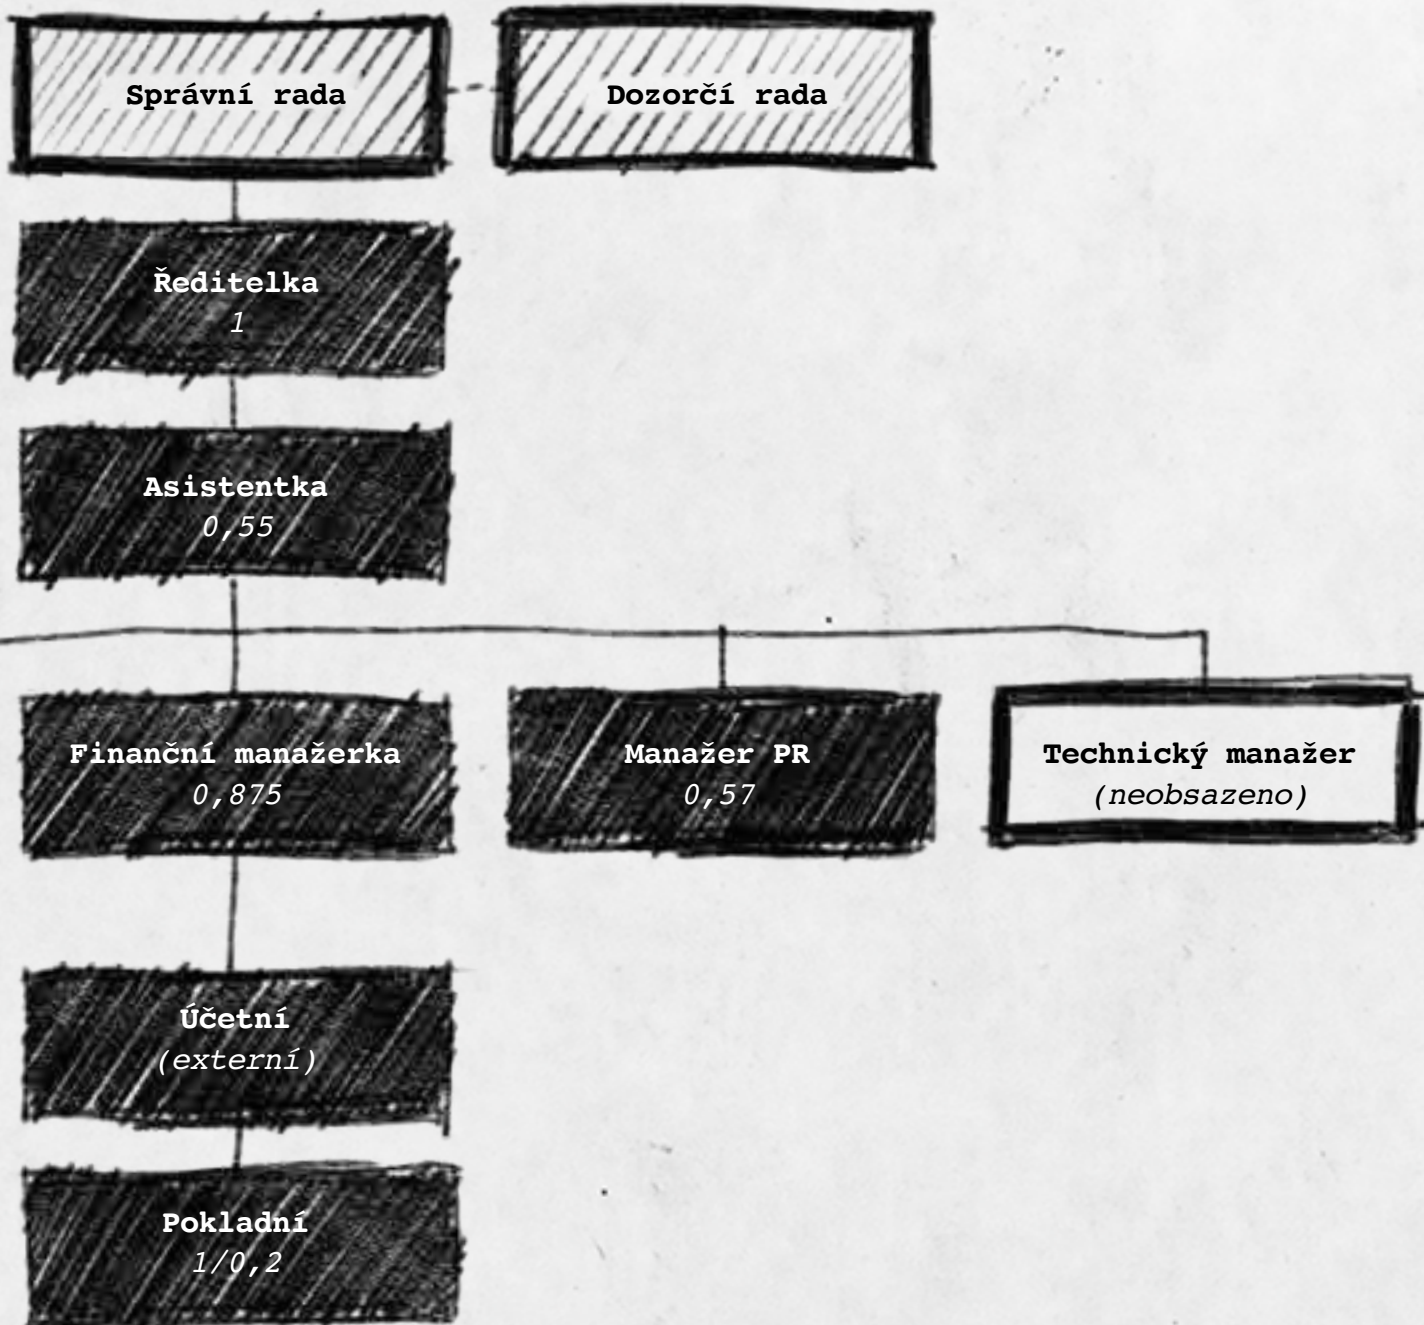 Správní rada
Dozorčí rada
Ředitelka
1
Asistentka
0,55
Finanční manažerka
0,875
Manažer PR
0,57
Technický manažer
(neobsazeno)
Účetní
(externí)
Pokladní
1/0,2